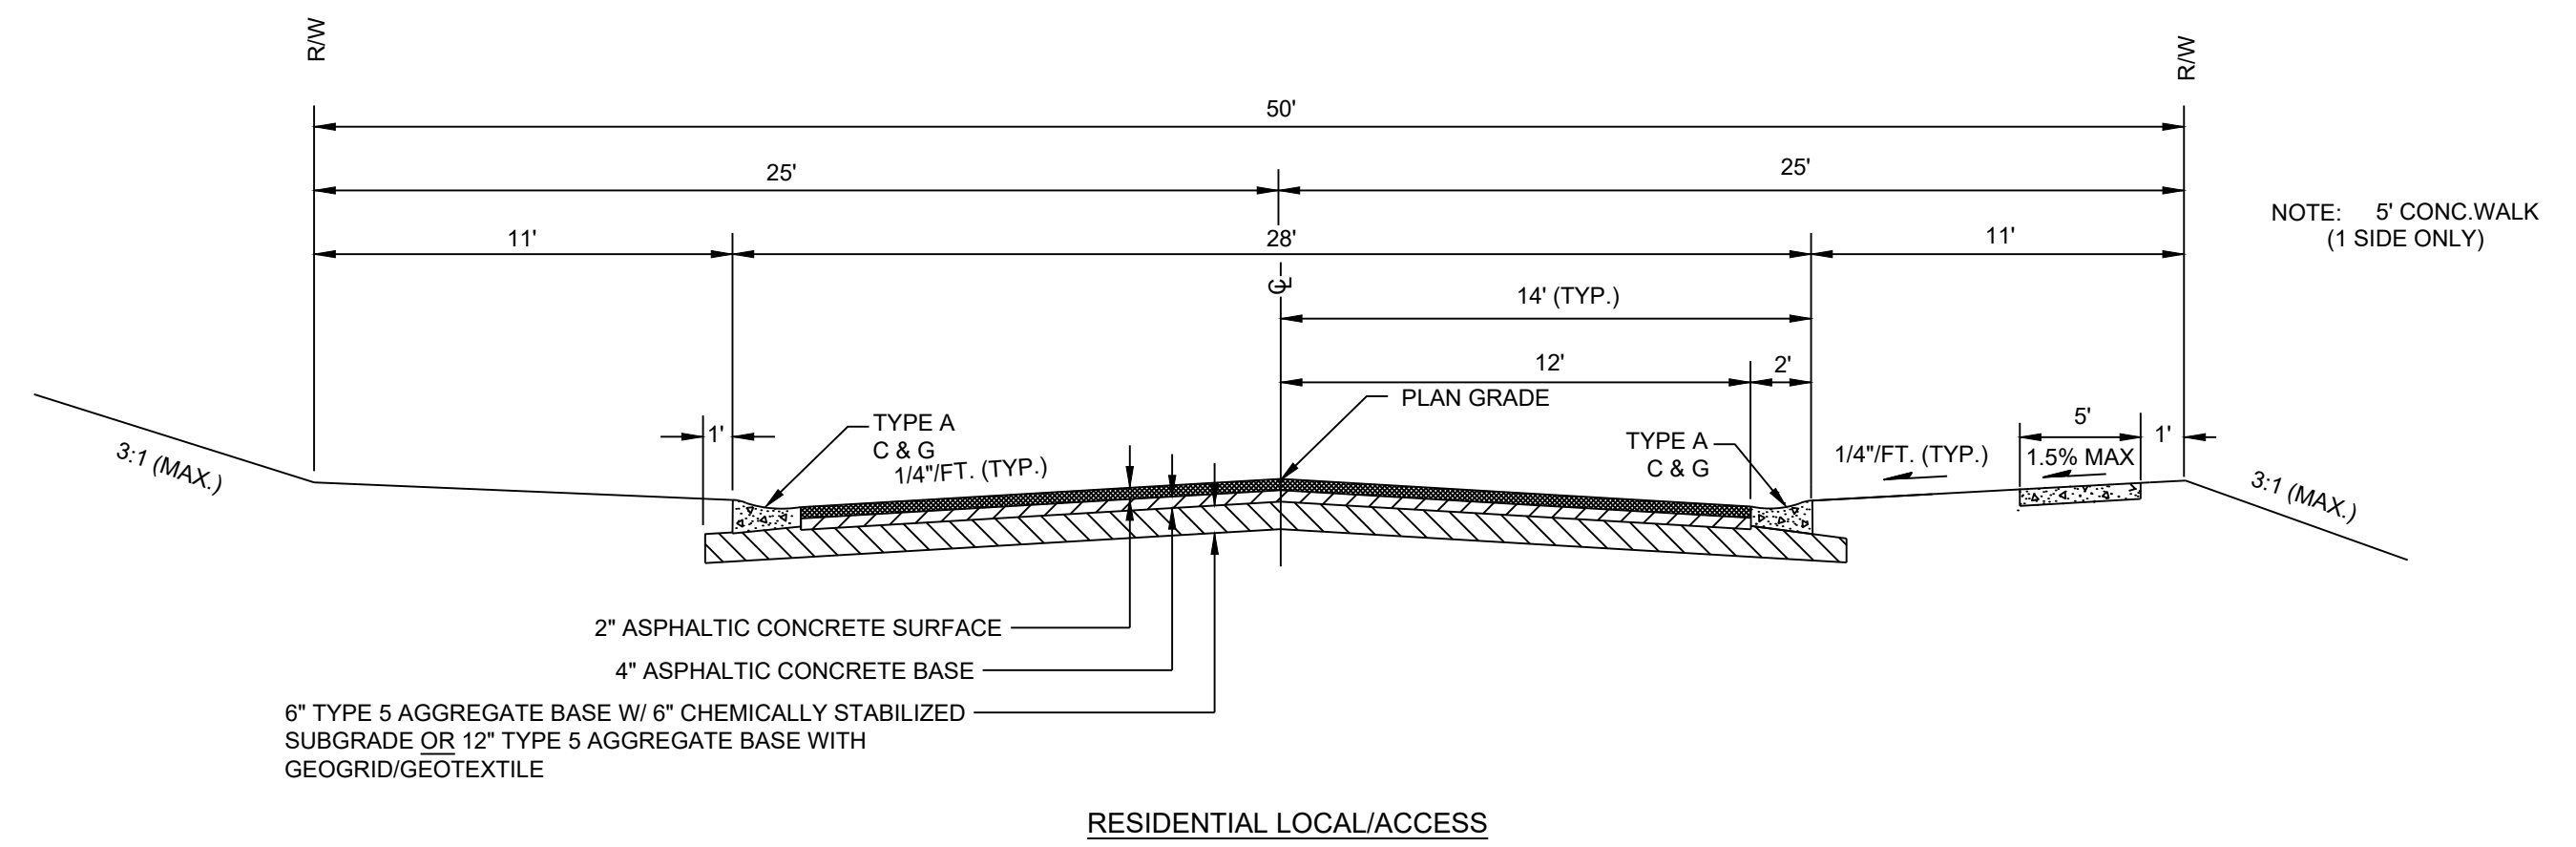 R/W
R/W
50'
25'
25'
NOTE: 5' CONC.WALK
(1 SIDE ONLY)
11'
28'
11'
CL
14' (TYP.)
12'
2'
PLAN GRADE
TYPE A
C & G
1'
1/4"/FT. (TYP.)
TYPE A
C & G
5'
1'
1/4"/FT. (TYP.)
1.5% MAX
3:1 (MAX.)
3:1 (MAX.)
2" ASPHALTIC CONCRETE SURFACE
4" ASPHALTIC CONCRETE BASE
6" TYPE 5 AGGREGATE BASE W/ 6" CHEMICALLY STABILIZED
SUBGRADE OR 12" TYPE 5 AGGREGATE BASE WITH
GEOGRID/GEOTEXTILE
RESIDENTIAL LOCAL/ACCESS